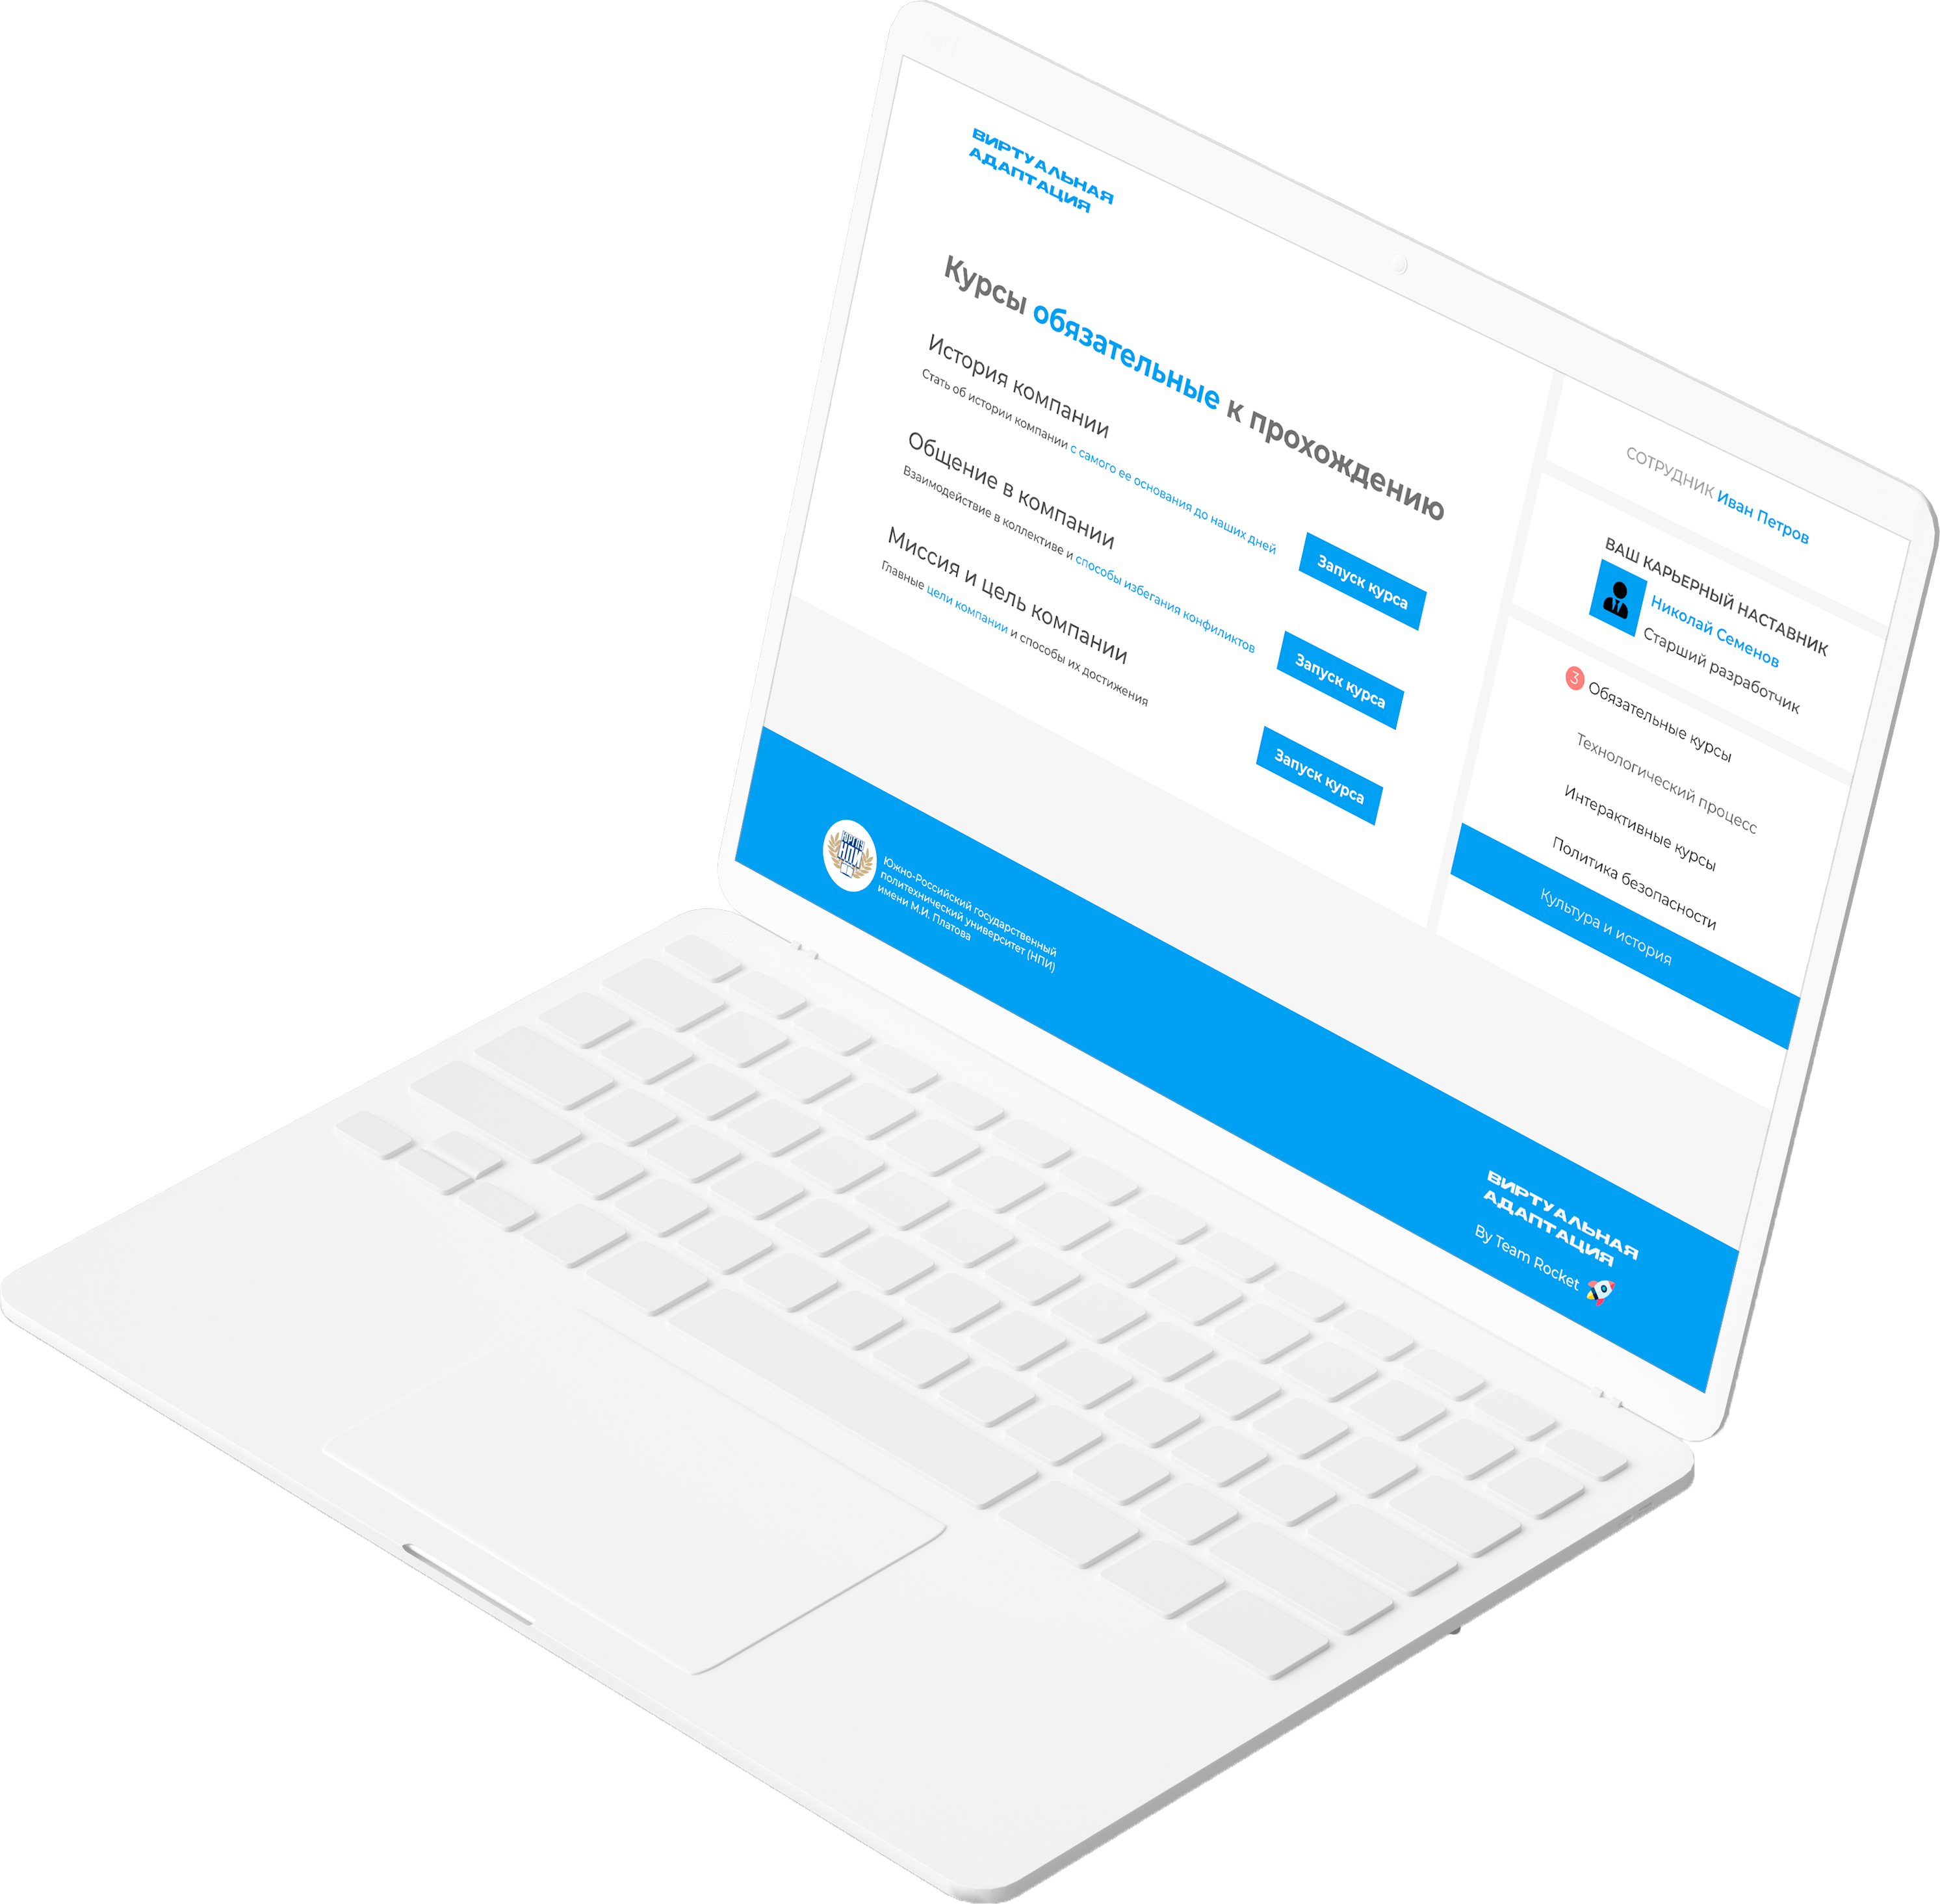 ВИРТУАЛЬНАЯ
АДАПТАЦИЯ
Курсы обязательные к прохождению
История компании
Стать об истории компании с самого ее основания до наших дней
Запуск курса
Общение в компании
Взаимодействие в коллективе и способы избегания конфиликтов
Запуск курса
Миссия и цель компании
Главные цели компании и способы их достижения
Запуск курса
СОТРУДНИК Иван Петров
ВАШ КАРЬЕРНЫЙ НАСТАВНИК
Николай Семенов
Старший разработчик
3 Обязательные курсы
Технологический процесс
Интерактивные курсы
Политика безопасности
Культура и история
ЮРГПУ
НПИ
Южно-Российский государственный
политехнический университет (НПИ)
имени М.И. Платова
ВИРТУАЛЬНАЯ
АДАПТАЦИЯ
By Team Rocket